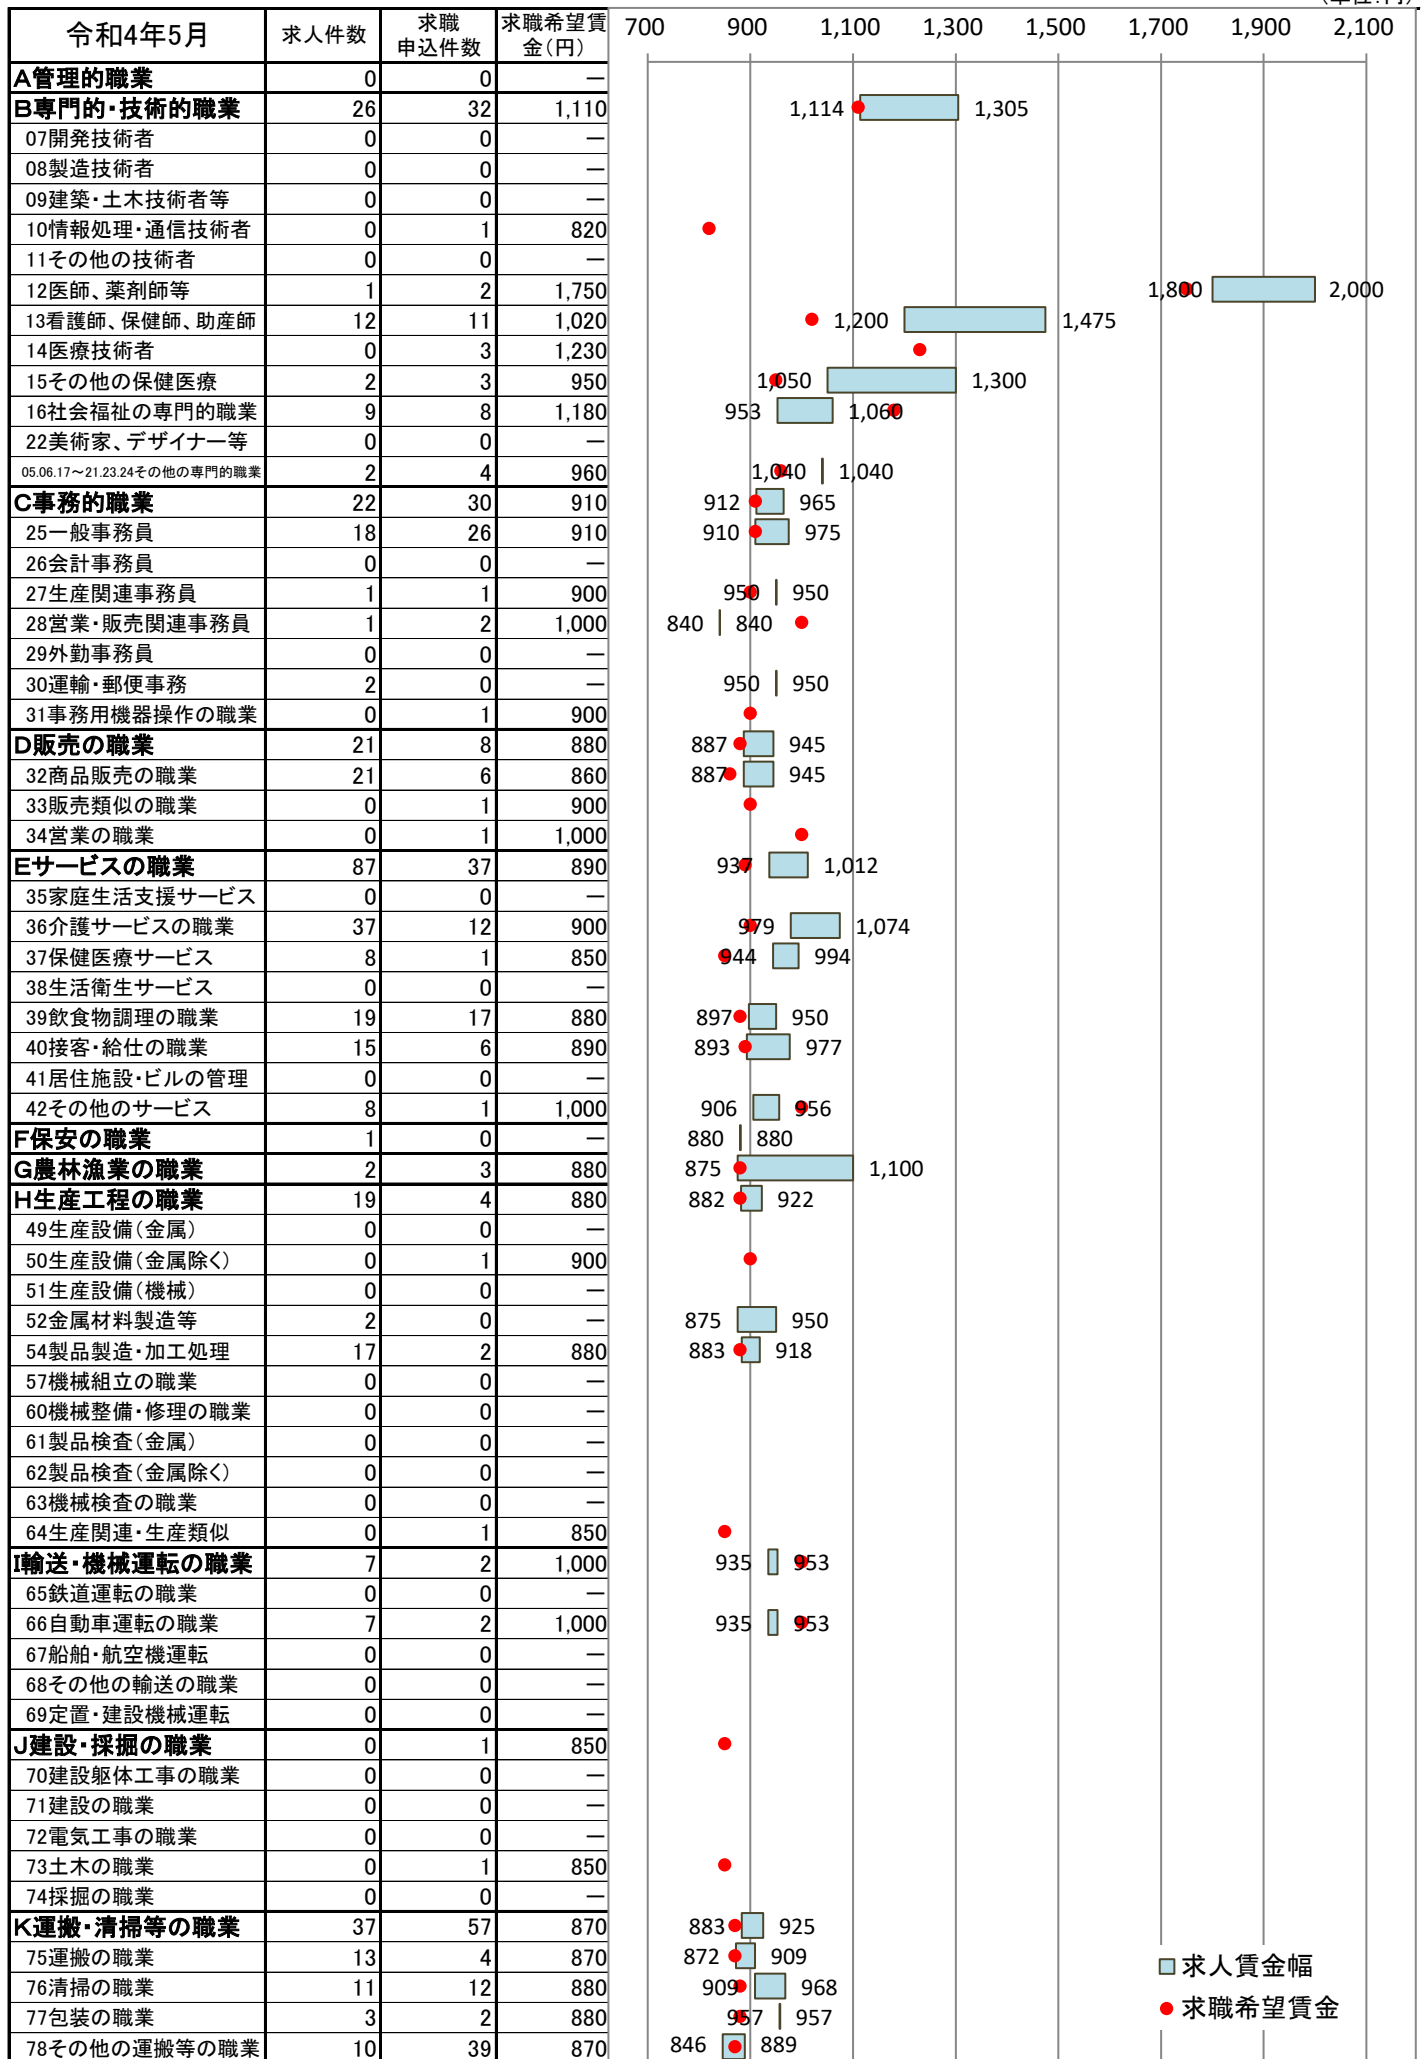 (単位:円)
令和4年5月 求人件数 求職申込件数 求職希望賃金(円) 700 900 1,100 1,300 1,500 1,700 1,900 2,100
A管理的職業 0 0 —
B専門的・技術的職業 26 32 1,110 1,114 1,305
07開発技術者 0 0 —
08製造技術者 0 0 —
09建築・土木技術者等 0 0 —
10情報処理・通信技術者 0 1 820
11その他の技術者 0 0 —
12医師、薬剤師等 1 2 1,750 1,800 2,000
13看護師、保健師、助産師 12 11 1,020 1,200 1,475
14医療技術者 0 3 1,230
15その他の保健医療 2 3 950 1,050 1,300
16社会福祉の専門的職業 9 8 1,180 953 1,060
22美術家、デザイナー等 0 0 —
05.06.17～21.23.24その他の専門的職業 2 4 960 1,040 1,040
C事務的職業 22 30 910 912 965
25一般事務員 18 26 910 910 975
26会計事務員 0 0 —
27生産関連事務員 1 1 900 950 950
28営業・販売関連事務員 1 2 1,000 840 840
29外勤事務員 0 0 —
30運輸・郵便事務 2 0 — 950 950
31事務用機器操作の職業 0 1 900
D販売の職業 21 8 880 887 945
32商品販売の職業 21 6 860 887 945
33販売類似の職業 0 1 900
34営業の職業 0 1 1,000
Eサービスの職業 87 37 890 937 1,012
35家庭生活支援サービス 0 0 —
36介護サービスの職業 37 12 900 979 1,074
37保健医療サービス 8 1 850 944 994
38生活衛生サービス 0 0 —
39飲食物調理の職業 19 17 880 897 950
40接客・給仕の職業 15 6 890 893 977
41居住施設・ビルの管理 0 0 —
42その他のサービス 8 1 1,000 906 956
F保安の職業 1 0 — 880 880
G農林漁業の職業 2 3 880 875 1,100
H生産工程の職業 19 4 880 882 922
49生産設備(金属) 0 0 —
50生産設備(金属除く) 0 1 900
51生産設備(機械) 0 0 —
52金属材料製造等 2 0 — 875 950
54製品製造・加工処理 17 2 880 883 918
57機械組立の職業 0 0 —
60機械整備・修理の職業 0 0 —
61製品検査(金属) 0 0 —
62製品検査(金属除く) 0 0 —
63機械検査の職業 0 0 —
64生産関連・生産類似 0 1 850
I輸送・機械運転の職業 7 2 1,000 935 953
65鉄道運転の職業 0 0 —
66自動車運転の職業 7 2 1,000 935 953
67船舶・航空機運転 0 0 —
68その他の輸送の職業 0 0 —
69定置・建設機械運転 0 0 —
J建設・採掘の職業 0 1 850
70建設躯体工事の職業 0 0 —
71建設の職業 0 0 —
72電気工事の職業 0 0 —
73土木の職業 0 1 850
74採掘の職業 0 0 —
K運搬・清掃等の職業 37 57 870 883 925
75運搬の職業 13 4 870 872 909
76清掃の職業 11 12 880 909 968
77包装の職業 3 2 880 957 957
78その他の運搬等の職業 10 39 870 846 889
求人賃金幅
求職希望賃金